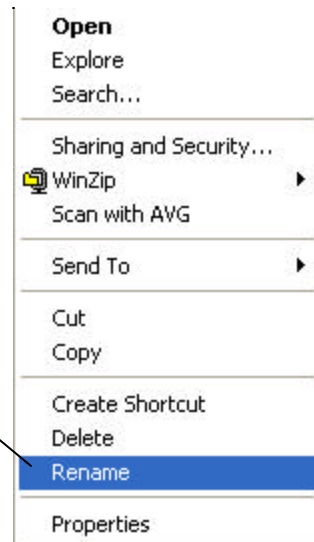 Open
Explore
Search...
Sharing and Security...
WinZip
Scan with AVG
Send To
Cut
Copy
Create Shortcut
Delete
Rename
Properties